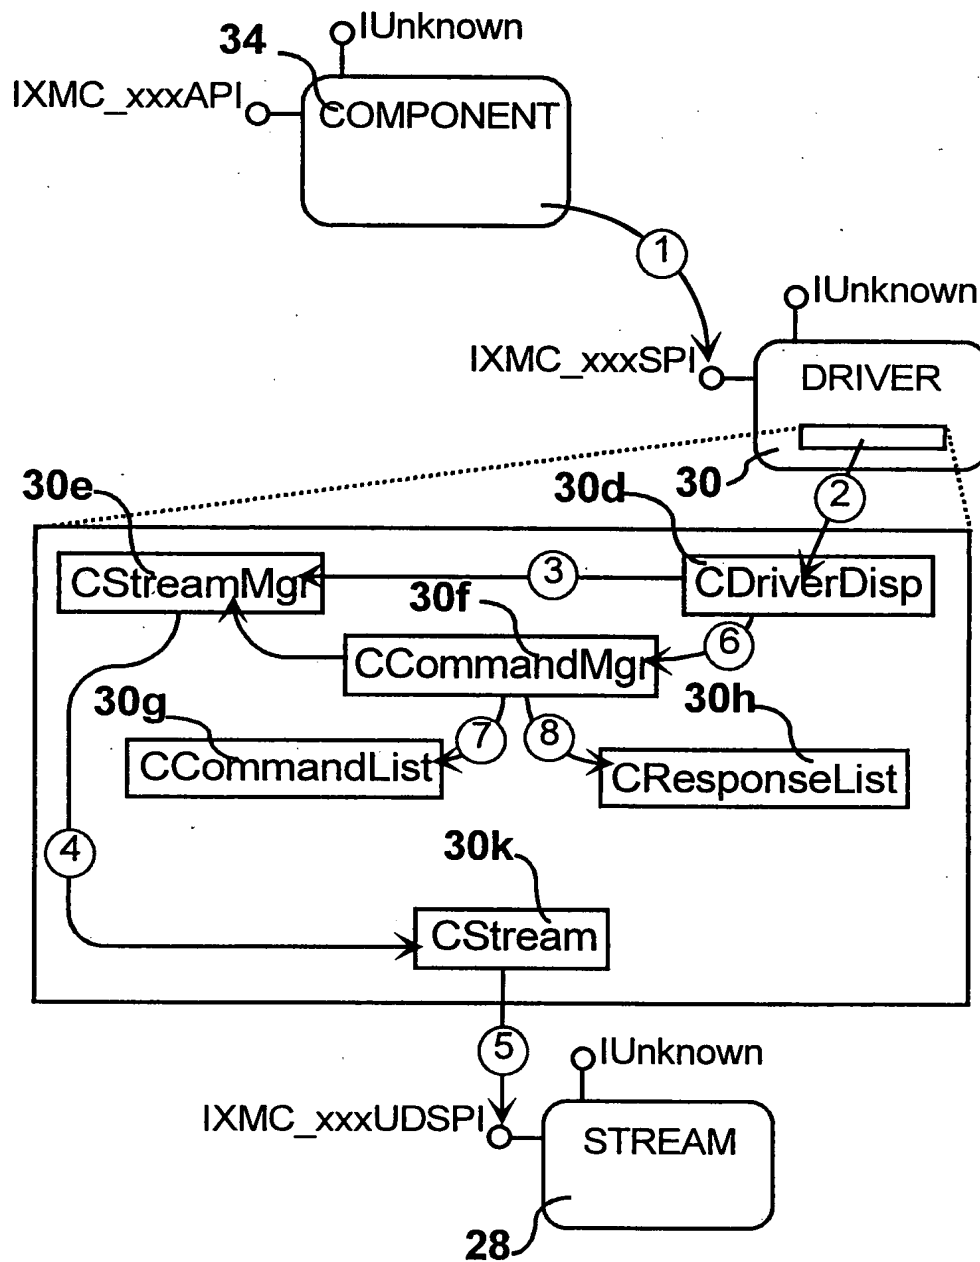 34
IUnknown
IXMC_xxxAPI
COMPONENT
1
IUnknown
IXMC_xxxSPI
DRIVER
30
2
30e
30d
CStreamMgr
3
CDriverDisp
30f
6
CCommandMgr
30g
30h
7
8
CCommandList
CResponseList
4
30k
CStream
5
IUnknown
IXMC_xxxUDSPI
STREAM
28